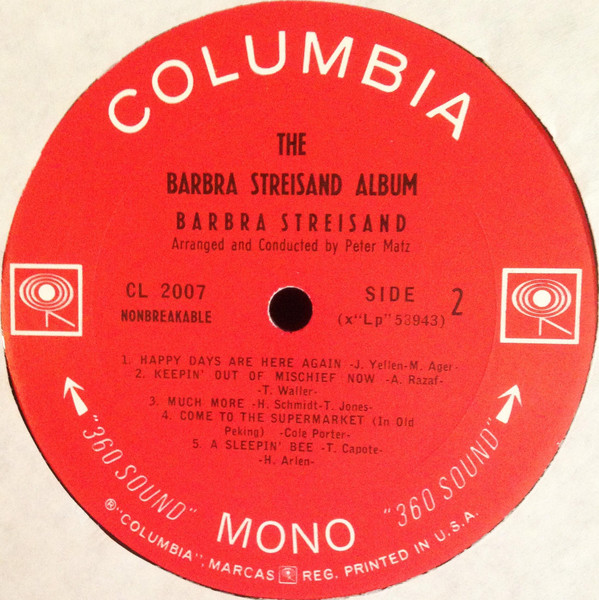 COLUMBIA
THE
BARBRA STREISAND ALBUM
BARBRA STREISAND
Arranged and Conducted by Peter Matz
CL 2007
NONBREAKABLE
SIDE 2
(x"Lp" 53943)
1. HAPPY DAYS ARE HERE AGAIN -J. Yellen-M. Ager-
2. KEEPIN' OUT OF MISCHIEF NOW -A. Razaf-
-T. Waller-
3. MUCH MORE -H. Schmidt-T. Jones-
4. COME TO THE SUPERMARKET (In Old
Peking) -Cole Porter-
5. A SLEEPIN' BEE -T. Capote-
-H. Arlen-
"360 SOUND"
MONO
"360 SOUND"
® "COLUMBIA", MARCAS REG. PRINTED IN U.S.A.